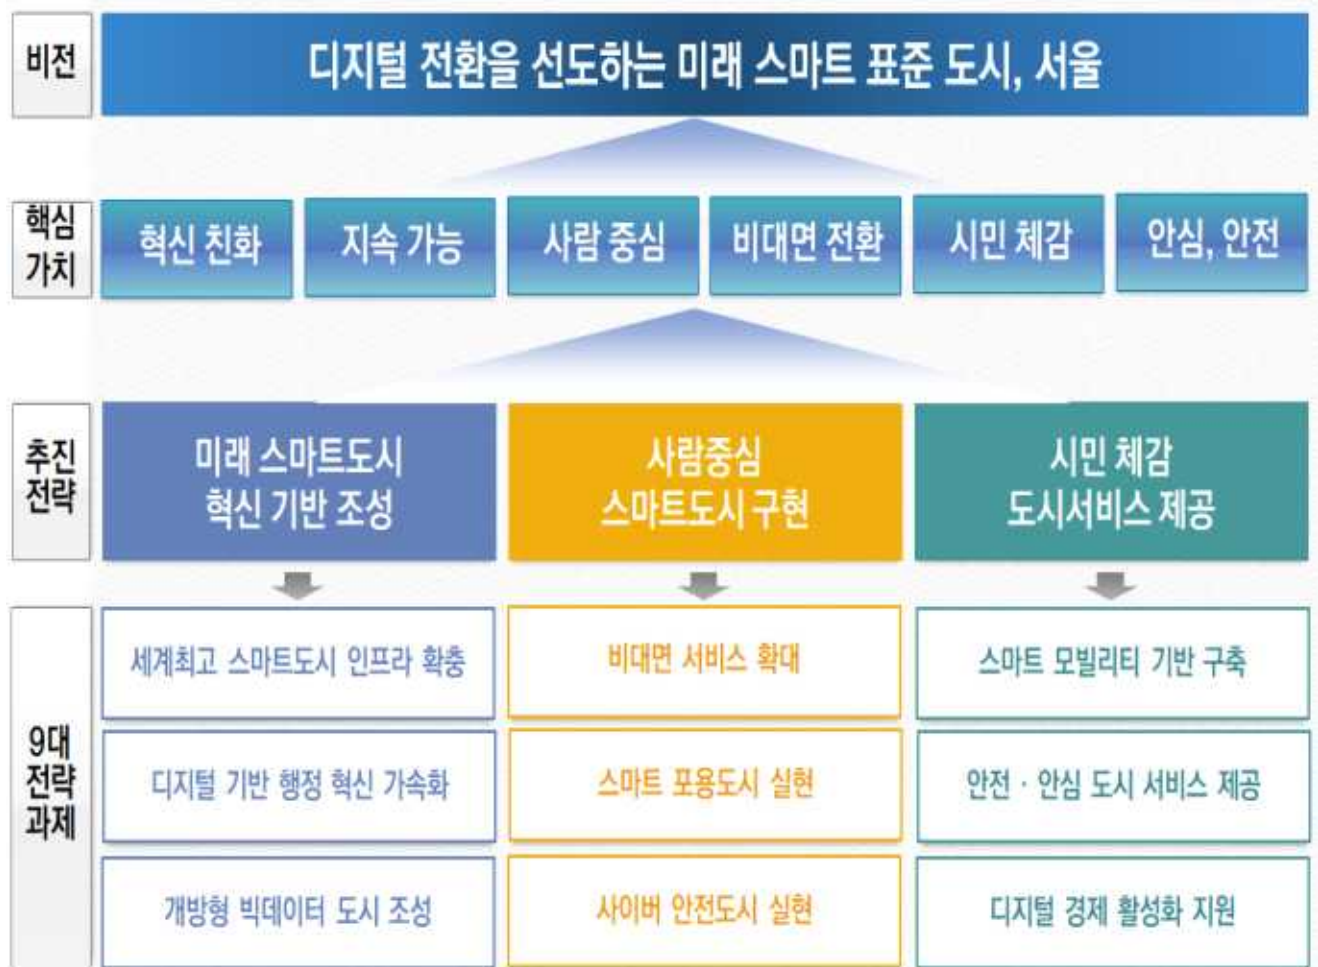 비전
디지털 전환을 선도하는 미래 스마트 표준 도시, 서울
핵심
가치
혁신 친화
지속 가능
사람 중심
비대면 전환
시민 체감
안심, 안전
추진
전략
미래 스마트도시
혁신 기반 조성
사람중심
스마트도시 구현
시민 체감
도시서비스 제공
9대
전략
과제
세계최고 스마트도시 인프라 확충
비대면 서비스 확대
스마트 모빌리티 기반 구축
디지털 기반 행정 혁신 가속화
스마트 포용도시 실현
안전 · 안심 도시 서비스 제공
개방형 빅데이터 도시 조성
사이버 안전도시 실현
디지털 경제 활성화 지원